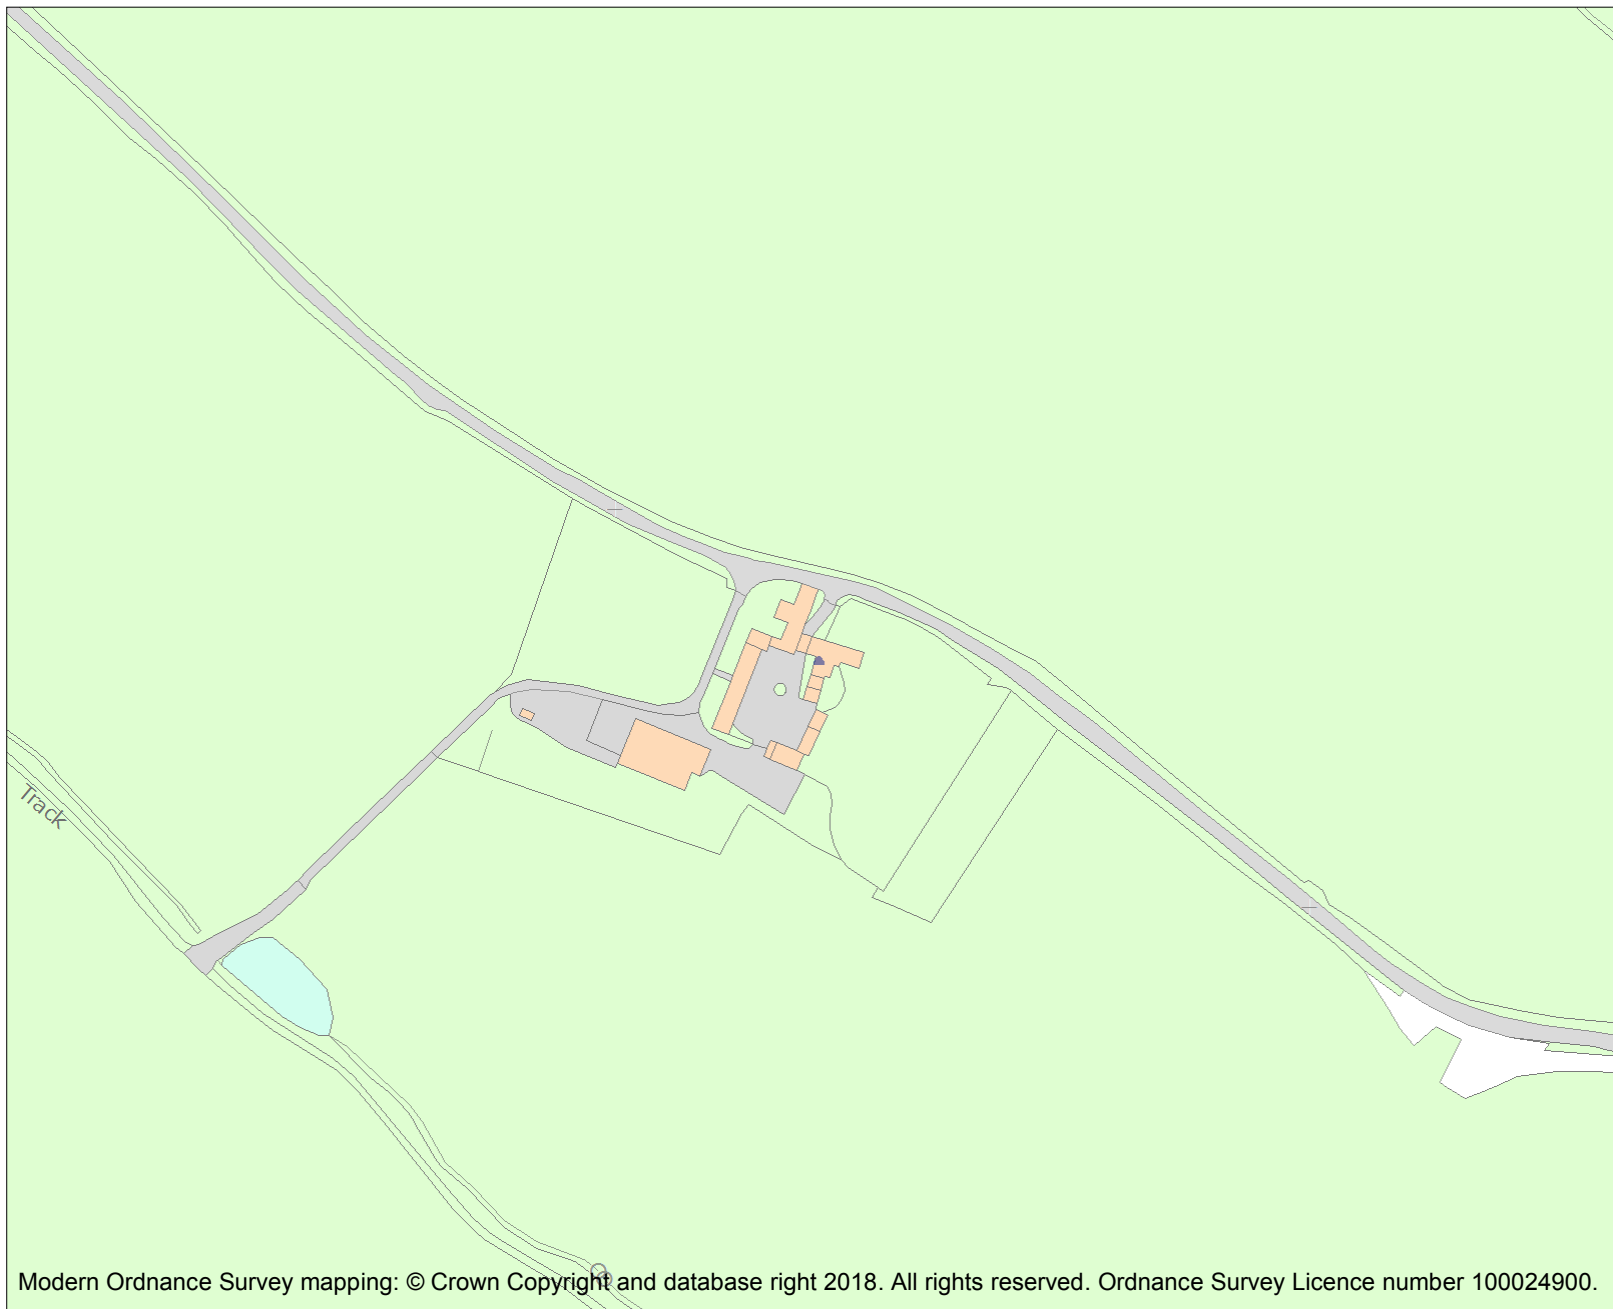 Track
Modern Ordnance Survey mapping: © Crown Copyright and database right 2018. All rights reserved. Ordnance Survey Licence number 100024900.